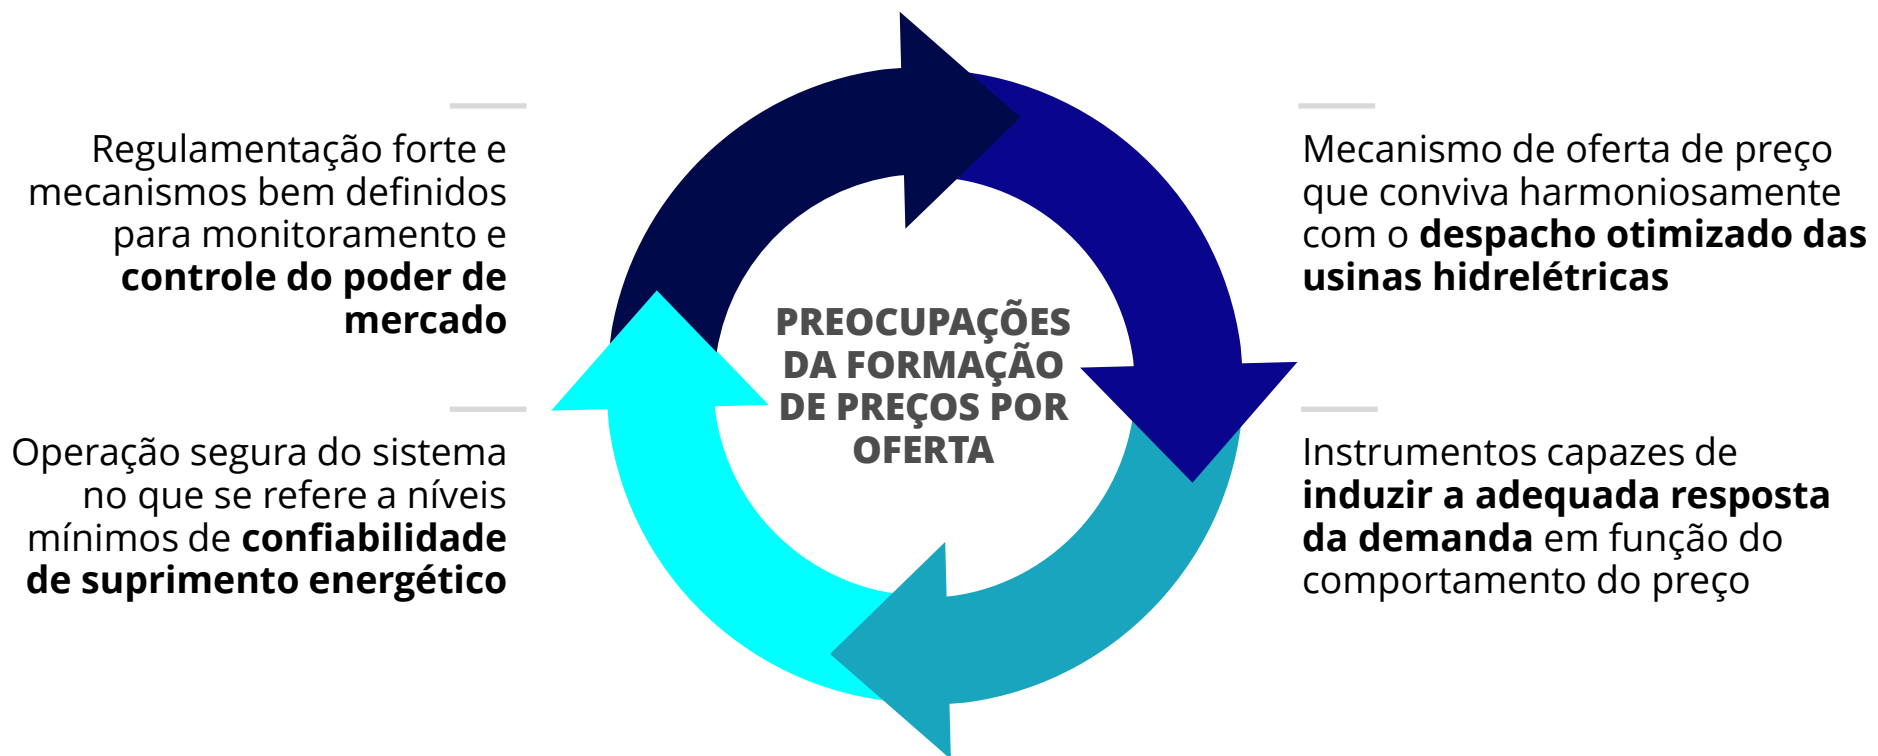 Regulamentação forte e
mecanismos bem definidos
para monitoramento e
controle do poder de
mercado
Mecanismo de oferta de preço
que conviva harmoniosamente
com o despacho otimizado das
usinas hidrelétricas
PREOCUPAÇÕES
DA FORMAÇÃO
DE PREÇOS POR
OFERTA
Operação segura do sistema
no que se refere a níveis
mínimos de confiabilidade
de suprimento energético
Instrumentos capazes de
induzir a adequada resposta
da demanda em função do
comportamento do preço